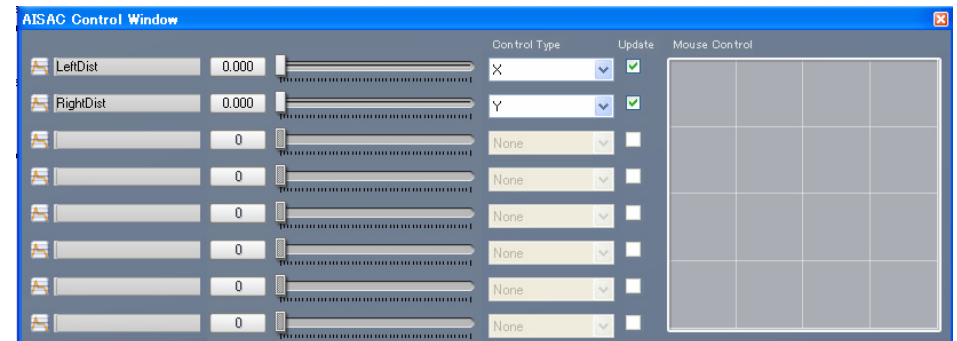 AISAC Control Window
Control Type Update Mouse Control
LeftDist 0.000 X
RightDist 0.000 Y
0 None
0 None
0 None
0 None
0 None
0 None